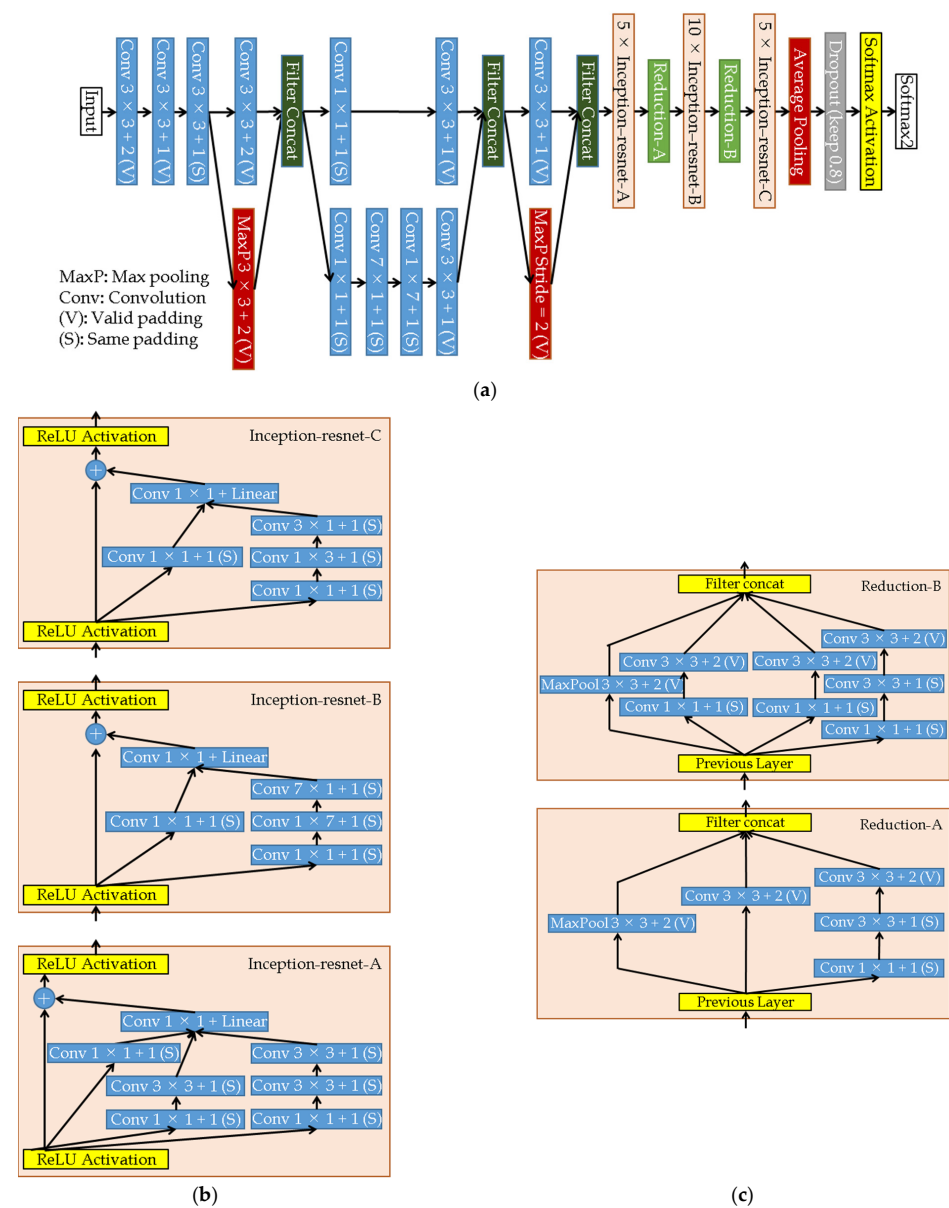 Input
Conv 3 × 3+2 (V)
Conv 3 × 3+1 (V)
Conv 3 × 3+1 (S)
Conv 3 × 3+2 (V)
MaxP 3 × 3+2 (V)
Filter Concat
Conv 1 × 1+1 (S)
Conv 3 × 3+1 (V)
Conv 1 × 1+1 (S)
Conv 7 × 1+1 (S)
Conv 1 × 7+1 (S)
Conv 3 × 3+1 (V)
Filter Concat
Conv 3 × 3+1 (V)
MaxP Stride = 2 (V)
Filter Concat
5 × Inception–resnet–A
Reduction–A
10 × Inception–resnet–B
Reduction–B
5 × Inception–resnet–C
Average Pooling
Dropout (keep 0.8)
Softmax Activation
Softmax2
MaxP: Max pooling
Conv: Convolution
(V): Valid padding
(S): Same padding
(a)
ReLU Activation
Inception-resnet-C
+
Conv 1 × 1 + Linear
Conv 3 × 1 + 1 (S)
Conv 1 × 1 + 1 (S)
Conv 1 × 3 + 1 (S)
Conv 1 × 1 + 1 (S)
ReLU Activation
ReLU Activation
Inception-resnet-B
+
Conv 1 × 1 + Linear
Conv 7 × 1 + 1 (S)
Conv 1 × 1 + 1 (S)
Conv 1 × 7 + 1 (S)
Conv 1 × 1 + 1 (S)
ReLU Activation
ReLU Activation
Inception-resnet-A
+
Conv 1 × 1 + Linear
Conv 1 × 1 + 1 (S)
Conv 3 × 3 + 1 (S)
Conv 3 × 3 + 1 (S)
Conv 3 × 3 + 1 (S)
Conv 1 × 1 + 1 (S)
Conv 1 × 1 + 1 (S)
ReLU Activation
(b)
Filter concat
Reduction-B
Conv 3 × 3 + 2 (V)
Conv 3 × 3 + 2 (V)
Conv 3 × 3 + 2 (V)
MaxPool 3 × 3 + 2 (V)
Conv 3 × 3 + 1 (S)
Conv 1 × 1 + 1 (S)
Conv 1 × 1 + 1 (S)
Conv 1 × 1 + 1 (S)
Previous Layer
Filter concat
Reduction-A
Conv 3 × 3 + 2 (V)
Conv 3 × 3 + 2 (V)
MaxPool 3 × 3 + 2 (V)
Conv 3 × 3 + 1 (S)
Conv 1 × 1 + 1 (S)
Previous Layer
(c)